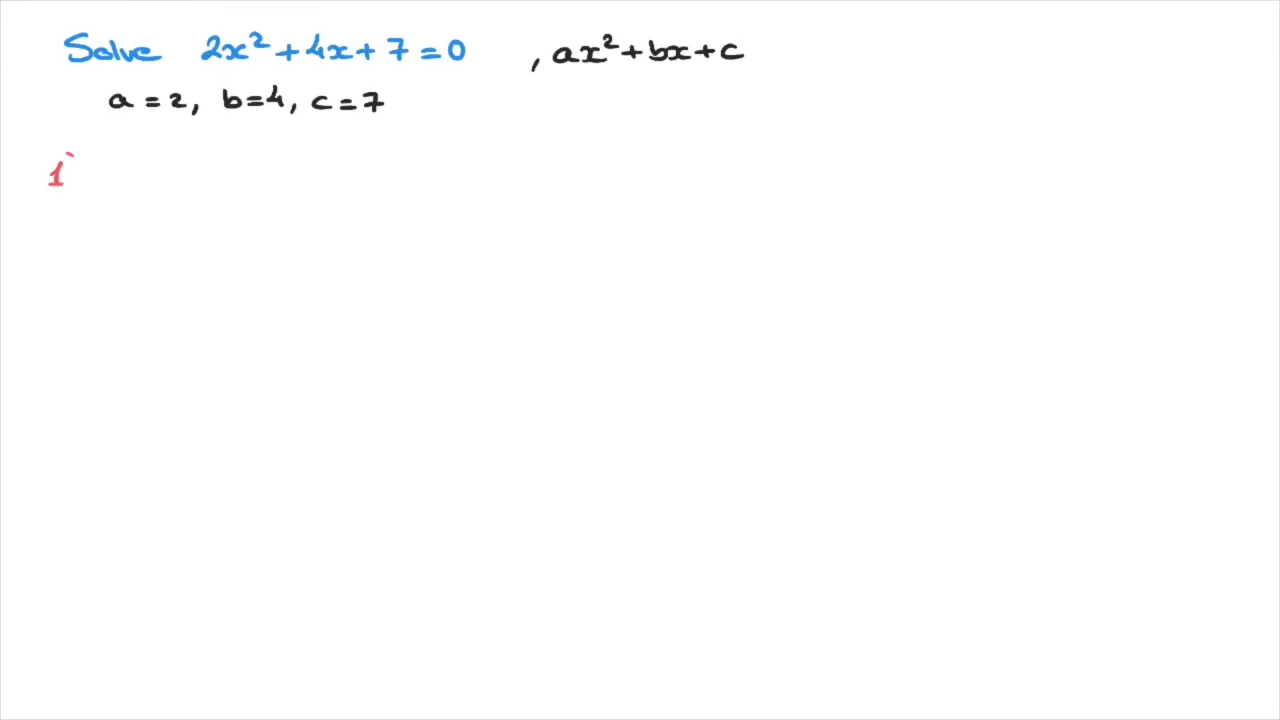 Solve 2x² + 4x + 7 = 0 , ax² + bx + c
a = 2, b = 4, c = 7
1